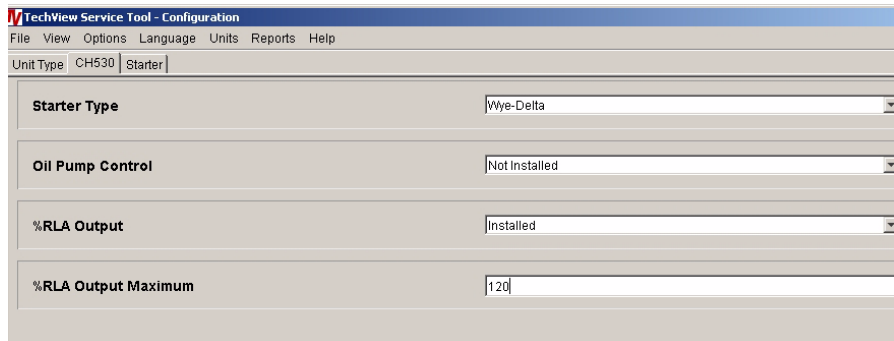 TechView Service Tool - Configuration
File View Options Language Units Reports Help
Unit Type CH530 Starter
Starter Type Wye-Delta
Oil Pump Control Not Installed
%RLA Output Installed
%RLA Output Maximum 120